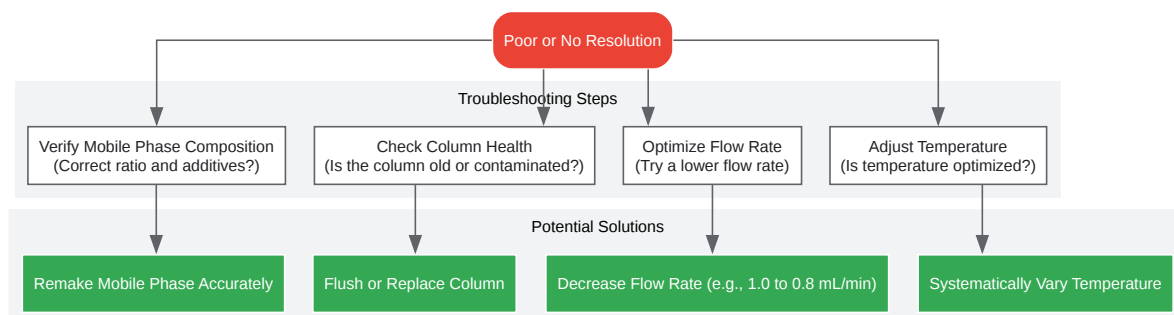 Poor or No Resolution
Troubleshooting Steps
Verify Mobile Phase Composition
(Correct ratio and additives?)
Check Column Health
(Is the column old or contaminated?)
Optimize Flow Rate
(Try a lower flow rate)
Adjust Temperature
(Is temperature optimized?)
Potential Solutions
Remake Mobile Phase Accurately
Flush or Replace Column
Decrease Flow Rate (e.g., 1.0 to 0.8 mL/min)
Systematically Vary Temperature